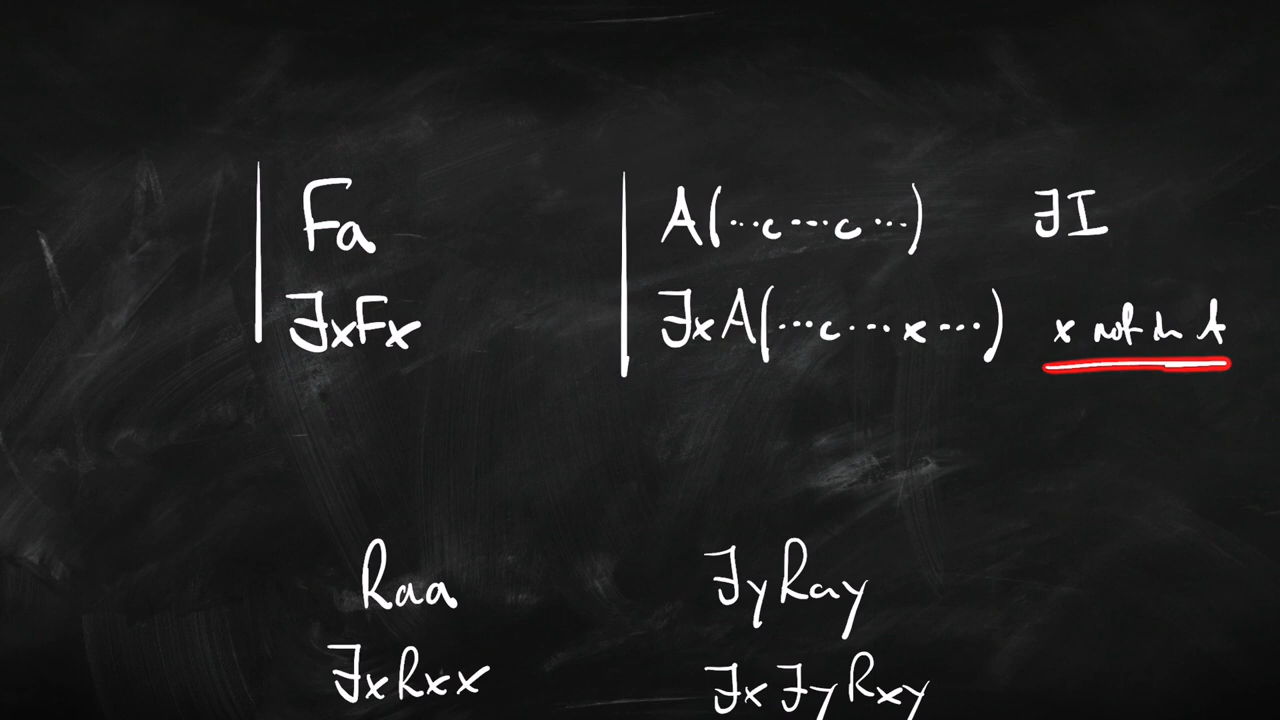 Fa
∃xFx
A(...c...c...) ∃I
∃xA(...c...x...) x not in A
Raa
∃xRxx
∃yRay
∃x∃yRxy